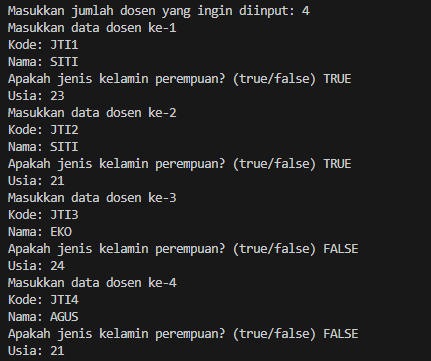 Masukkan jumlah dosen yang ingin diinput: 4
Masukkan data dosen ke-1
Kode: JTI1
Nama: SITI
Apakah jenis kelamin perempuan? (true/false) TRUE
Usia: 23
Masukkan data dosen ke-2
Kode: JTI2
Nama: SITI
Apakah jenis kelamin perempuan? (true/false) TRUE
Usia: 21
Masukkan data dosen ke-3
Kode: JTI3
Nama: EKO
Apakah jenis kelamin perempuan? (true/false) FALSE
Usia: 24
Masukkan data dosen ke-4
Kode: JTI4
Nama: AGUS
Apakah jenis kelamin perempuan? (true/false) FALSE
Usia: 21